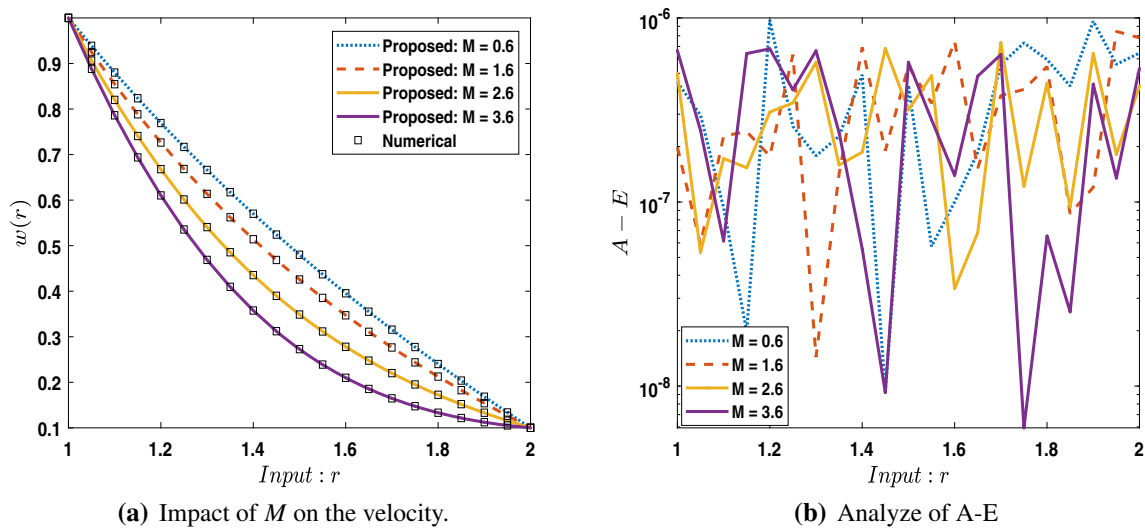 0.9
0.8
0.7
0.6
0.5
0.4
0.3
0.2
0.1
w(r)
Proposed: M = 0.6
Proposed: M = 1.6
Proposed: M = 2.6
Proposed: M = 3.6
Numerical
1 1.2 1.4 1.6 1.8 2
Input : r
(a) Impact of M on the velocity.
10^-6
10^-7
10^-8
A − E
M = 0.6
M = 1.6
M = 2.6
M = 3.6
1 1.2 1.4 1.6 1.8 2
Input : r
(b) Analyze of A-E